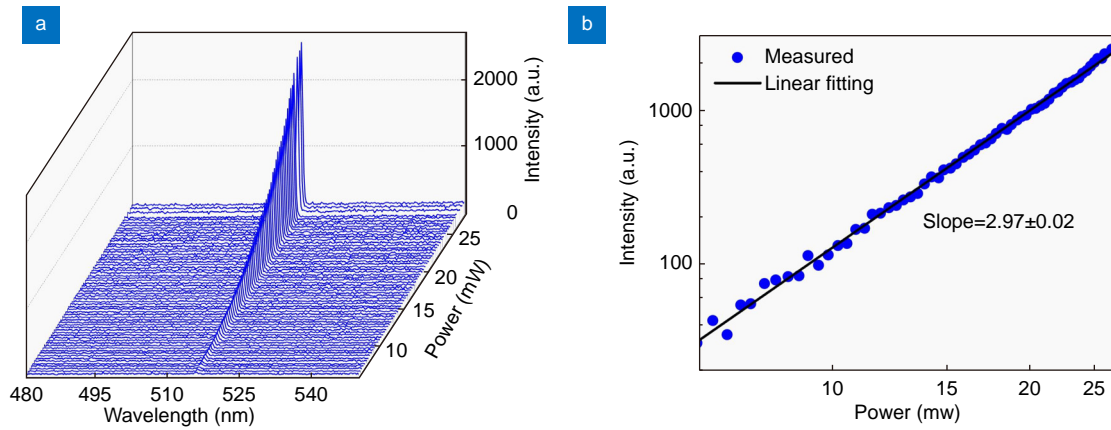 a
2000
1000
0
Intensity (a.u.)
25
20
15
10
Power (mW)
480
495
510
525
540
Wavelength (nm)
b
Measured
Linear fitting
1000
100
Intensity (a.u.)
Slope=2.97±0.02
10
15
20
25
Power (mw)